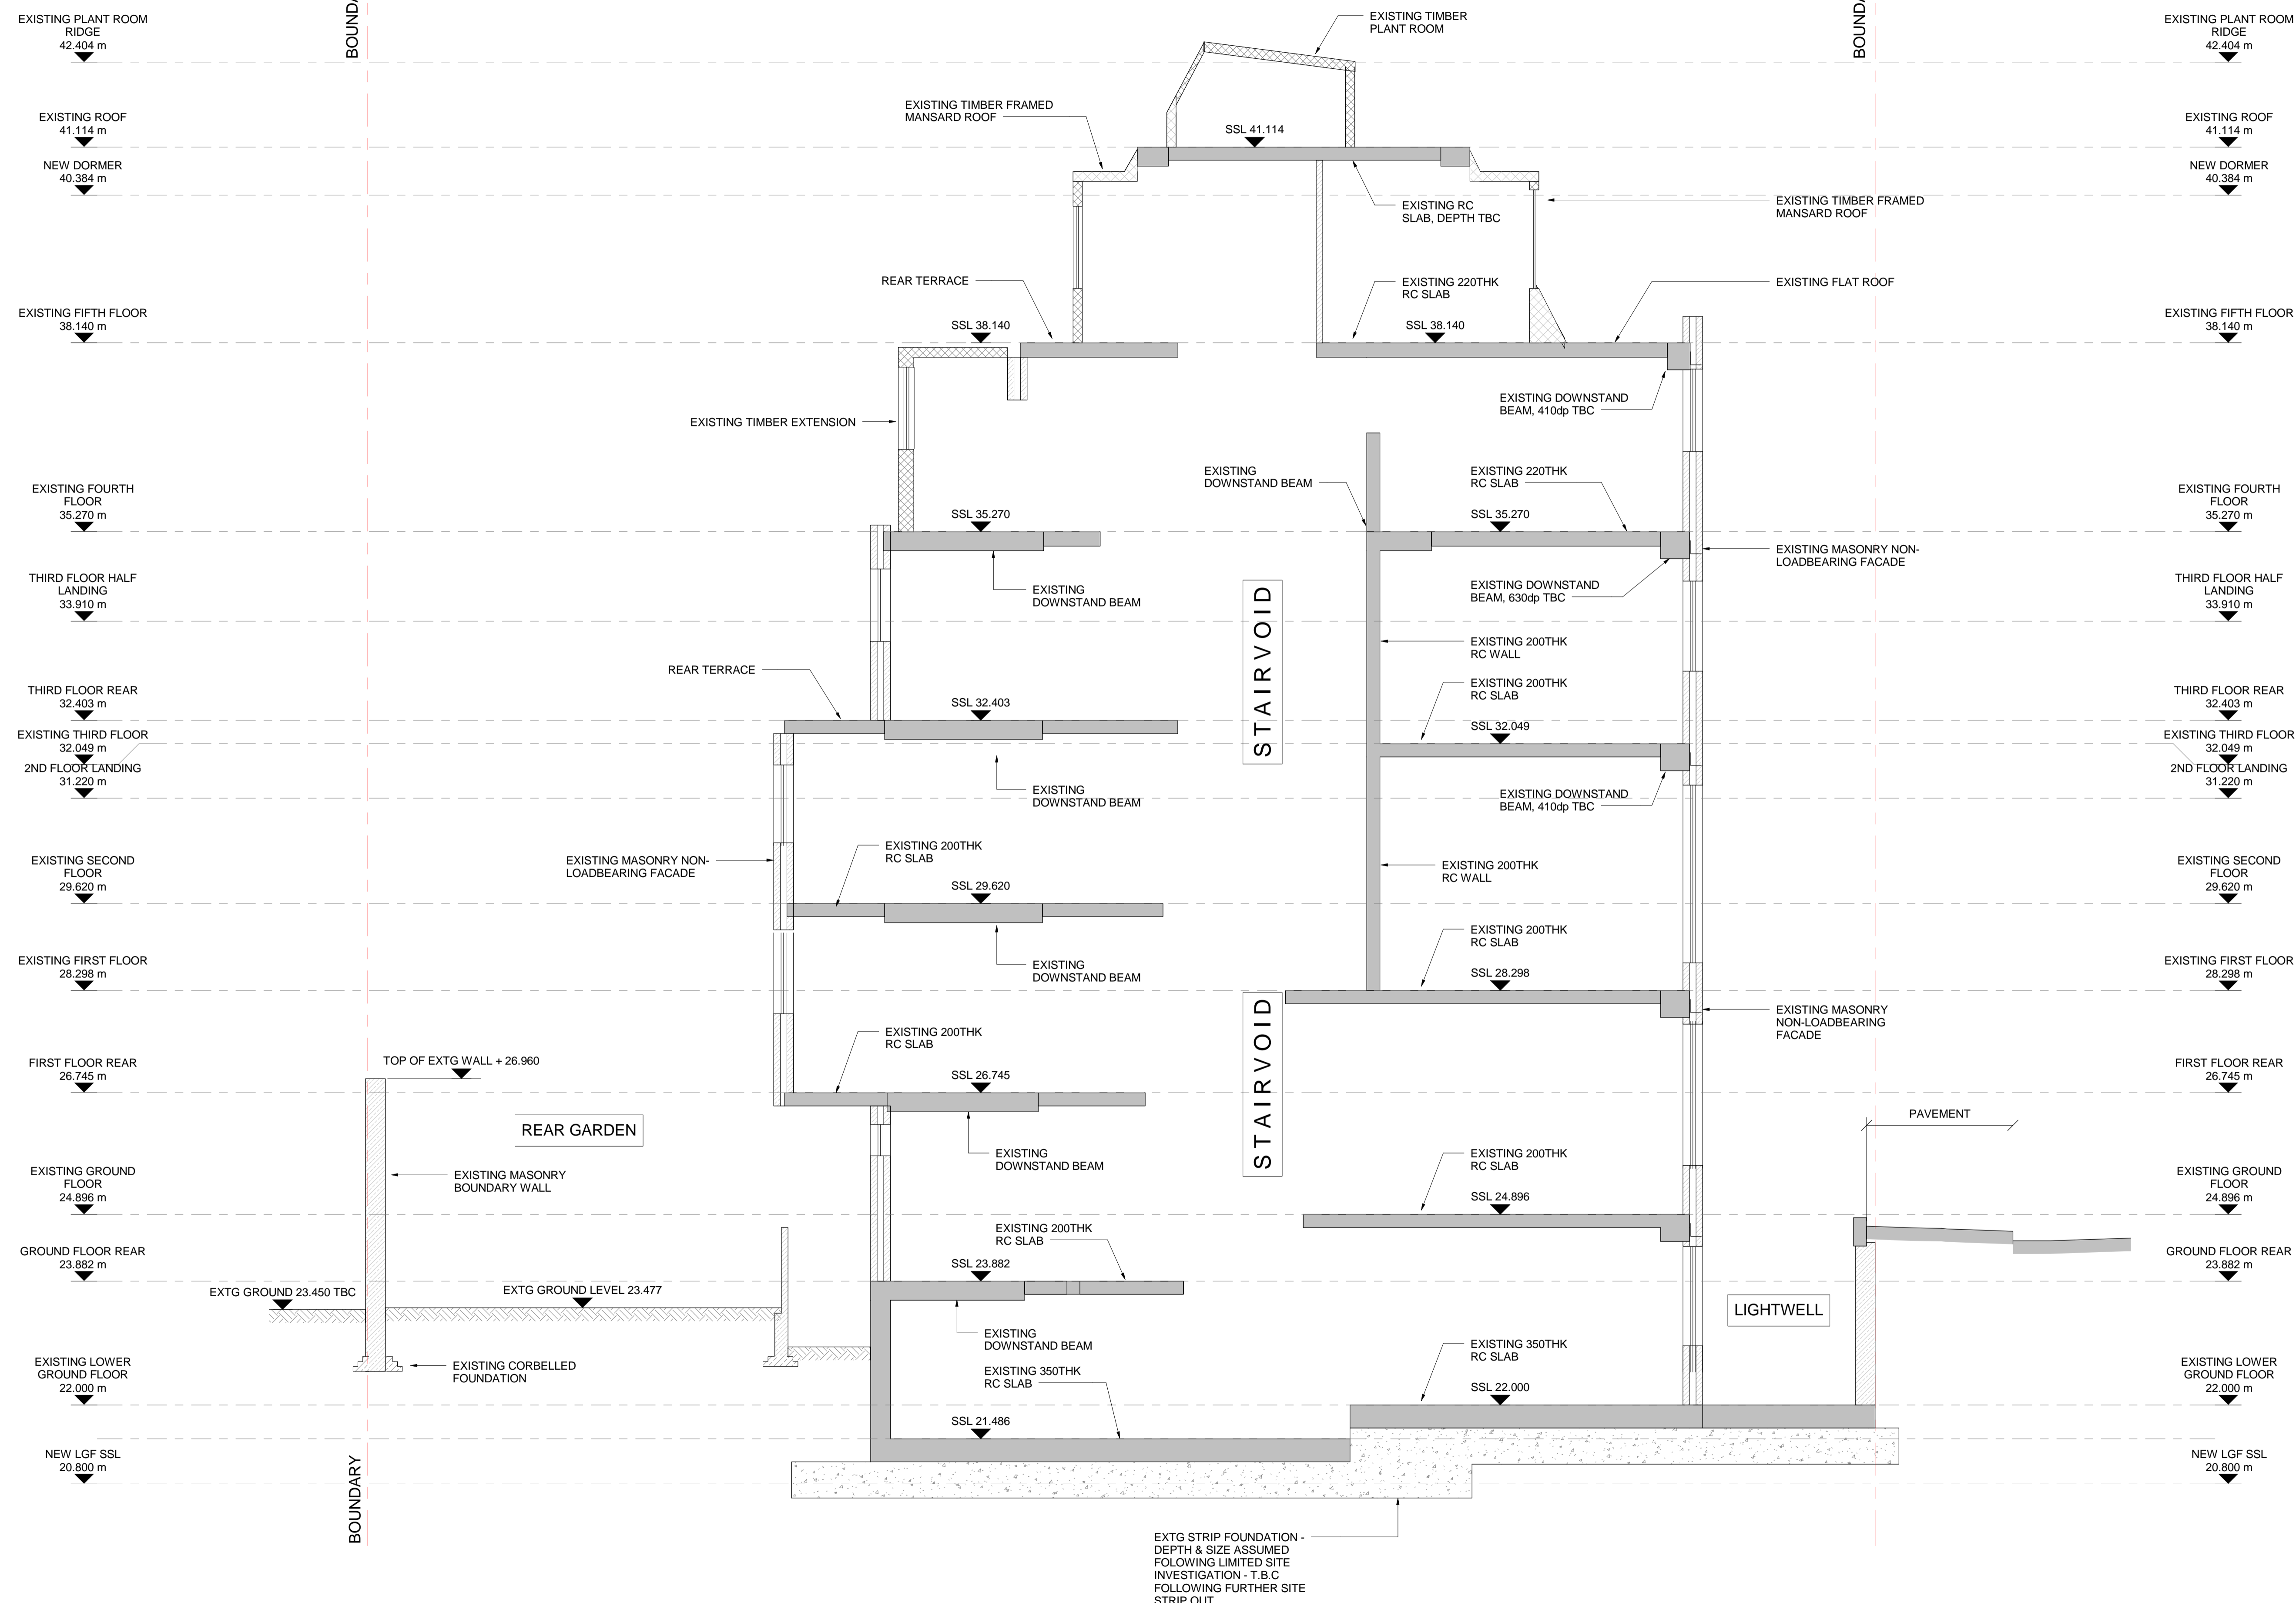 EXISTING PLANT ROOM
RIDGE
42.404 m
EXISTING ROOF
41.114 m
NEW DORMER
40.384 m
EXISTING FIFTH FLOOR
38.140 m
EXISTING FOURTH
FLOOR
35.270 m
THIRD FLOOR HALF
LANDING
33.910 m
THIRD FLOOR REAR
32.403 m
EXISTING THIRD FLOOR
32.049 m
2ND FLOOR LANDING
31.220 m
EXISTING SECOND
FLOOR
29.620 m
EXISTING FIRST FLOOR
28.298 m
FIRST FLOOR REAR
26.745 m
EXISTING GROUND
FLOOR
24.896 m
GROUND FLOOR REAR
23.882 m
EXISTING LOWER
GROUND FLOOR
22.000 m
NEW LGF SSL
20.800 m
BOUNDA
BOUNDARY
EXTG GROUND 23.450 TBC
TOP OF EXTG WALL + 26.960
REAR GARDEN
EXISTING MASONRY
BOUNDARY WALL
EXTG GROUND LEVEL 23.477
EXISTING CORBELLED
FOUNDATION
EXISTING TIMBER
PLANT ROOM
EXISTING TIMBER FRAMED
MANSARD ROOF
SSL 41.114
EXISTING RC
SLAB, DEPTH TBC
EXISTING TIMBER FRAMED
MANSARD ROOF
REAR TERRACE
EXISTING 220THK
RC SLAB
EXISTING FLAT ROOF
SSL 38.140
SSL 38.140
EXISTING DOWNSTAND
BEAM, 410dp TBC
EXISTING TIMBER EXTENSION
EXISTING
DOWNSTAND BEAM
EXISTING 220THK
RC SLAB
SSL 35.270
SSL 35.270
EXISTING MASONRY NON-
LOADBEARING FACADE
EXISTING
DOWNSTAND BEAM
EXISTING DOWNSTAND
BEAM, 630dp TBC
STAIRVOID
EXISTING 200THK
RC WALL
REAR TERRACE
EXISTING 200THK
RC SLAB
SSL 32.403
SSL 32.049
EXISTING
DOWNSTAND BEAM
EXISTING DOWNSTAND
BEAM, 410dp TBC
EXISTING MASONRY NON-
LOADBEARING FACADE
EXISTING 200THK
RC SLAB
EXISTING 200THK
RC WALL
SSL 29.620
EXISTING
DOWNSTAND BEAM
EXISTING 200THK
RC SLAB
SSL 28.298
EXISTING MASONRY
NON-LOADBEARING
FACADE
STAIRVOID
EXISTING 200THK
RC SLAB
SSL 26.745
EXISTING
DOWNSTAND BEAM
EXISTING 200THK
RC SLAB
SSL 24.896
PAVEMENT
EXISTING 200THK
RC SLAB
SSL 23.882
LIGHTWELL
EXISTING
DOWNSTAND BEAM
EXISTING 350THK
RC SLAB
EXISTING 350THK
RC SLAB
SSL 22.000
SSL 21.486
EXTG STRIP FOUNDATION -
DEPTH & SIZE ASSUMED
FOLOWING LIMITED SITE
INVESTIGATION - T.B.C
FOLLOWING FURTHER SITE
STRIP OUT
BOUNDA
EXISTING PLANT ROOM
RIDGE
42.404 m
EXISTING ROOF
41.114 m
NEW DORMER
40.384 m
EXISTING FIFTH FLOOR
38.140 m
EXISTING FOURTH
FLOOR
35.270 m
THIRD FLOOR HALF
LANDING
33.910 m
THIRD FLOOR REAR
32.403 m
EXISTING THIRD FLOOR
32.049 m
2ND FLOOR LANDING
31.220 m
EXISTING SECOND
FLOOR
29.620 m
EXISTING FIRST FLOOR
28.298 m
FIRST FLOOR REAR
26.745 m
EXISTING GROUND
FLOOR
24.896 m
GROUND FLOOR REAR
23.882 m
EXISTING LOWER
GROUND FLOOR
22.000 m
NEW LGF SSL
20.800 m